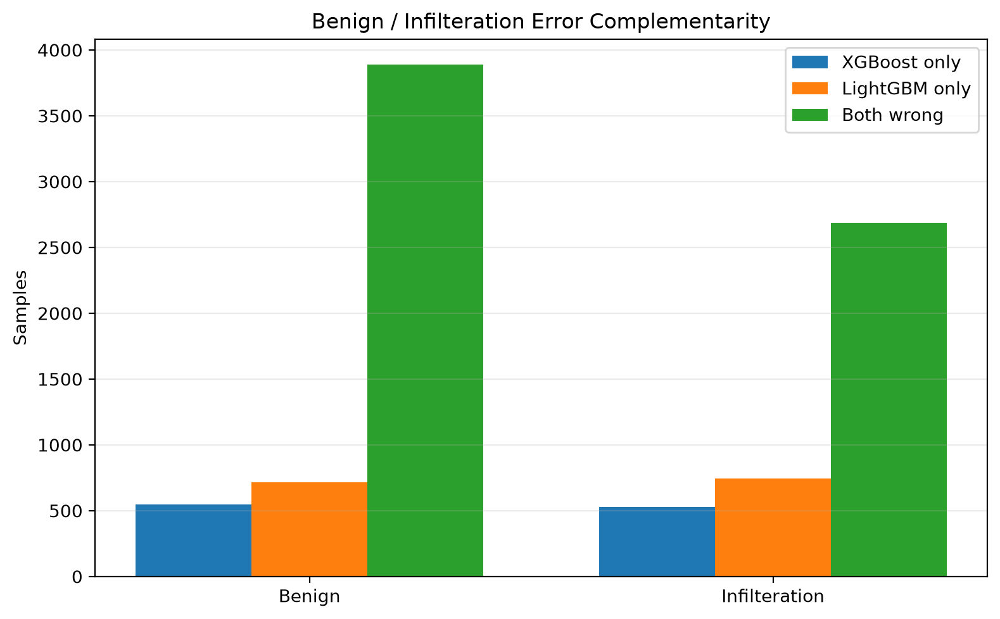 Benign / Infilteration Error Complementarity
4000
3500
3000
2500
2000
1500
1000
500
0
Samples
XGBoost only
LightGBM only
Both wrong
Benign
Infilteration